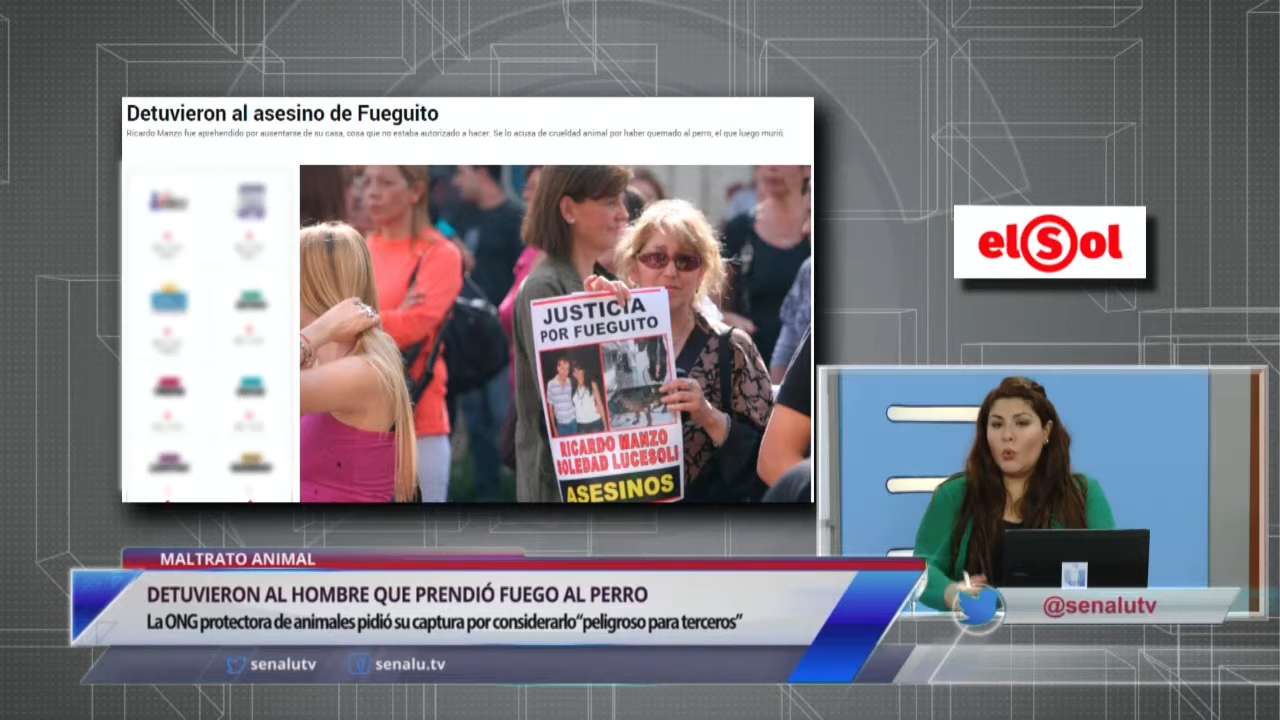 Detuvieron al asesino de Fueguito
Ricardo Manzo fue aprehendido por ausentarse de su casa, cosa que no estaba autorizado a hacer. Se lo acusa de crueldad animal por haber quemado al perro, el que luego murió.
JUSTICIA
POR FUEGUITO
RICARDO MANZO
SOLEDAD LUCESOLI
ASESINOS
elSol
MALTRATO ANIMAL
DETUVIERON AL HOMBRE QUE PRENDIÓ FUEGO AL PERRO
La ONG protectora de animales pidió su captura por considerarlo “peligroso para terceros”
@senalutv
senalutv
senalu.tv